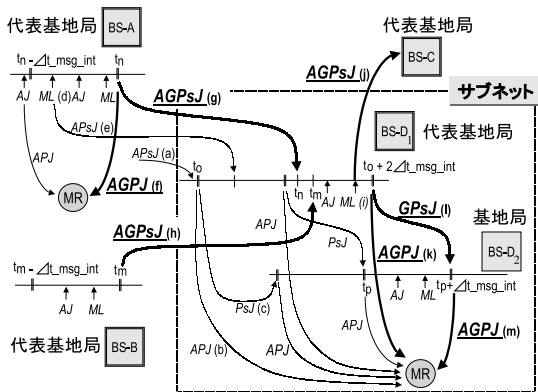 代表基地局 BS-A
tn - ⊿t_msg_int tn
AJ ML (d) AJ ML
AGPsJ (g)
APsJ (e)
APJ
AGPJ (f)
MR
AGPsJ (j)
代表基地局
BS-C
サブネット
BS-D1 代表基地局
APsJ (a)
to
tn tm
to + 2⊿t_msg_int
AJ ML (i)
AGPsJ (h)
APJ
PsJ
GPsJ (l)
AGPJ (k)
基地局
BS-D2
tm - ⊿t_msg_int tm
AJ ML
代表基地局 BS-B
PsJ (c)
tp
AJ ML
tp+ ⊿t_msg_int
APJ (b)
APJ
APJ
AGPJ (m)
MR